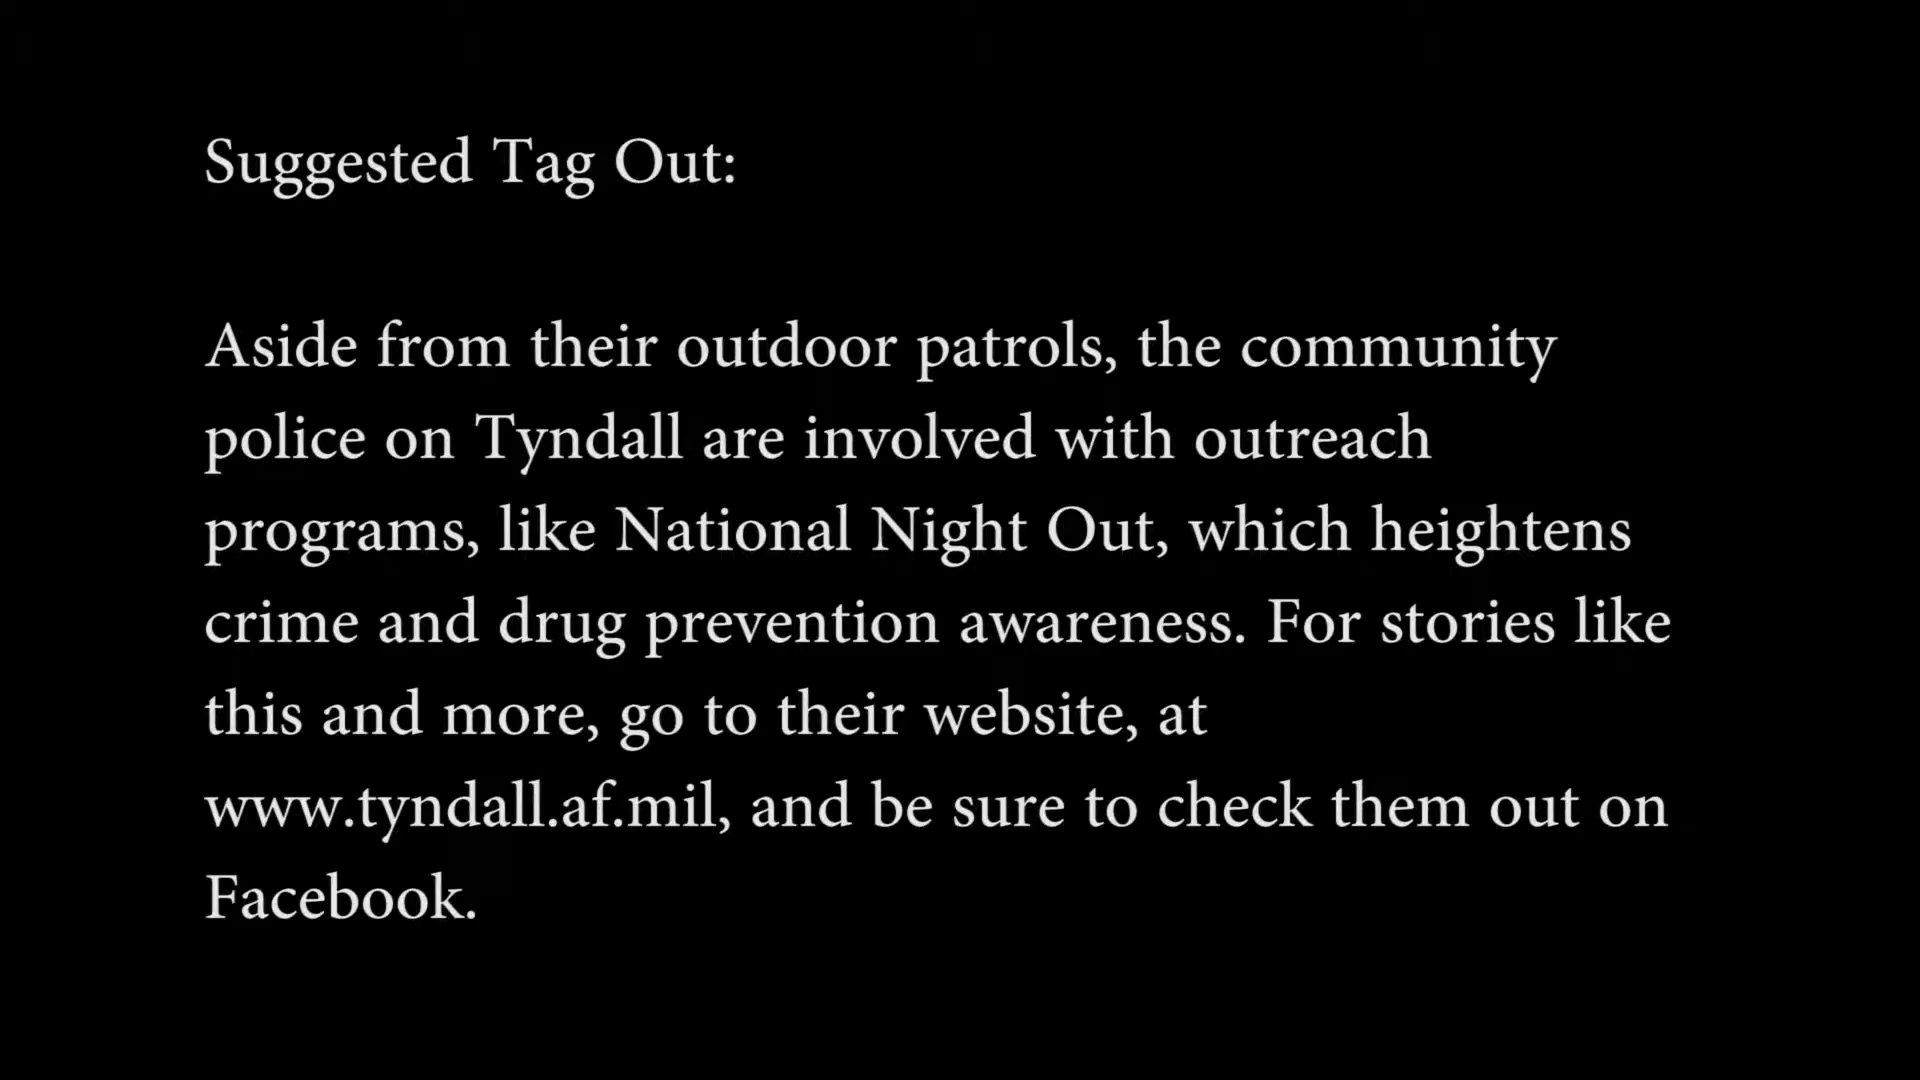 Suggested Tag Out:
Aside from their outdoor patrols, the community
police on Tyndall are involved with outreach
programs, like National Night Out, which heightens
crime and drug prevention awareness. For stories like
this and more, go to their website, at
www.tyndall.af.mil, and be sure to check them out on
Facebook.